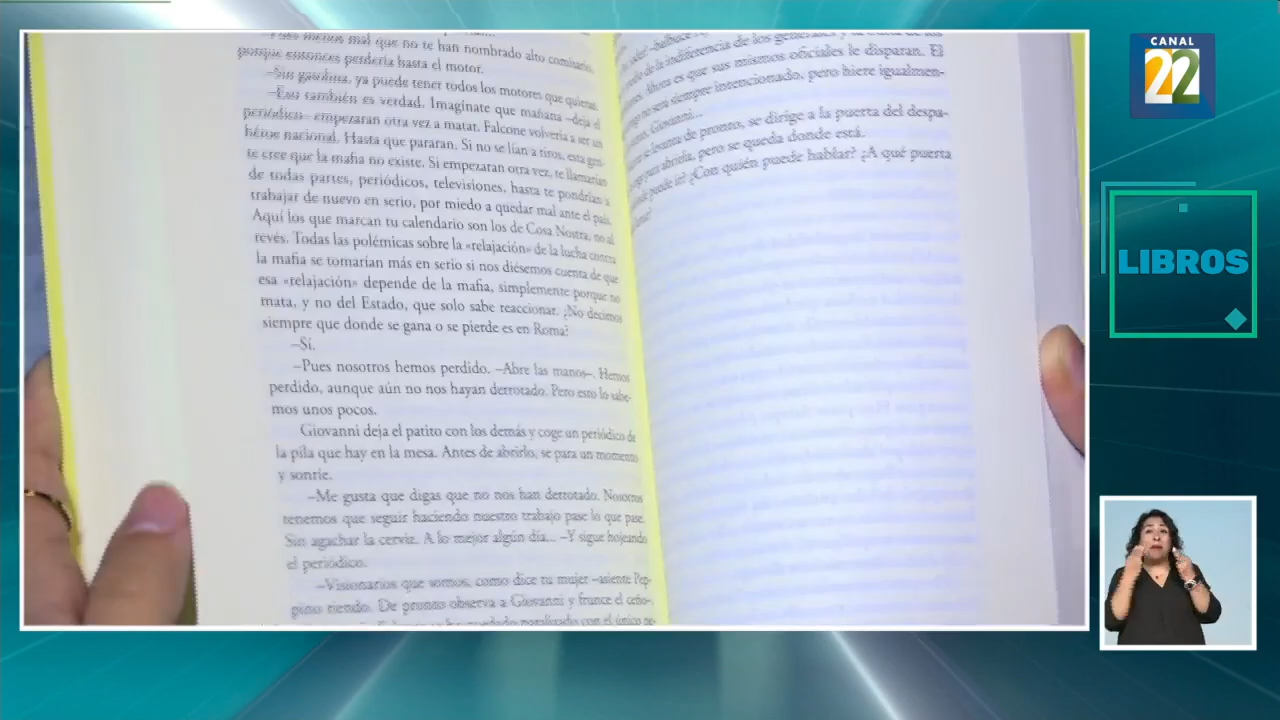 mal que no te han nombrado alto comisario,
porque entonces perdería hasta el motor.
–Sin gasolina, ya puede tener todos los motores que quieras.
–Eso también es verdad. Imagínate que mañana –deja el
periódico– empezaran otra vez a matar. Falcone volvería a ser un
héroe nacional. Hasta que pararan. Si no se lían a tiros, esta gente
te cree que la mafia no existe. Si empezaran otra vez, te llamarían
de todas partes, periódicos, televisiones, hasta te pondrían a
trabajar de nuevo en serio, por miedo a quedar mal ante el país.
Aquí los que marcan tu calendario son los de Cosa Nostra, no al
revés. Todas las polémicas sobre la «relajación» de la lucha contra
la mafia se tomarían más en serio si nos diésemos cuenta de que
esa «relajación» depende de la mafia, simplemente porque no
mata, y no del Estado, que solo sabe reaccionar. ¿No decimos
siempre que donde se gana o se pierde es en Roma?
–Sí.
–Pues nosotros hemos perdido. –Abre las manos–. Hemos
perdido, aunque aún no nos hayan derrotado. Pero esto lo sabe-
mos unos pocos.
Giovanni deja el patito con los demás y coge un periódico de
la pila que hay en la mesa. Antes de abrirlo, se para un momento
y sonríe.
–Me gusta que digas que no nos han derrotado. Nosotros
tenemos que seguir haciendo nuestro trabajo pase lo que pase.
Sin agachar la cerviz. A lo mejor algún día... –Y sigue hojeando
el periódico.
–Visionarios que somos, como dice tu mujer –asiente Pep-
pino riendo. De pronto observa a Giovanni y frunce el ceño–.
de la indiferencia de los generales
Ahora es que sus mismos oficiales le disparan. El
no será siempre intencionado, pero hiere igualmen-
Giovanni...
se levanta de pronto, se dirige a la puerta del despa-
para abrirla, pero se queda donde está.
puede ir? ¿Con quién puede hablar? ¿A qué puerta
CANAL
22
LIBROS